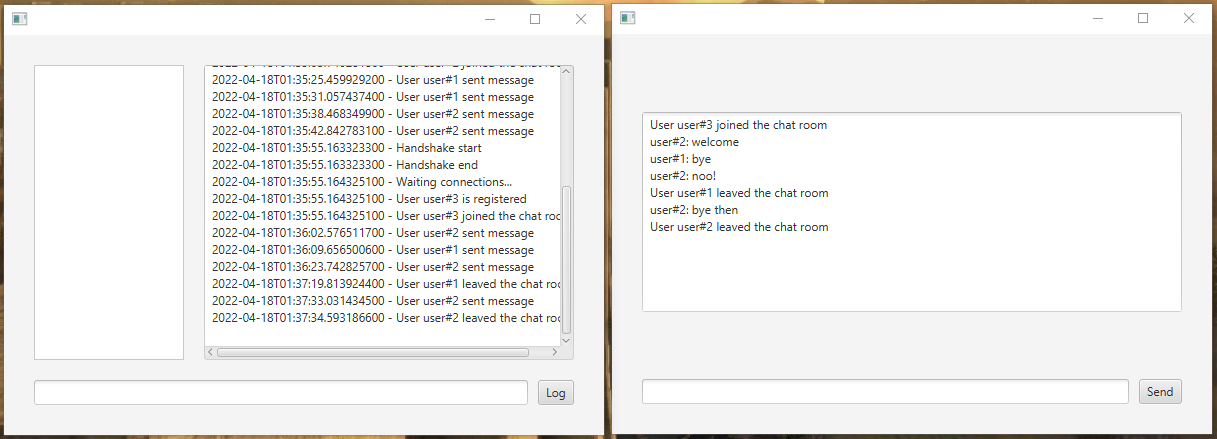 2022-04-18T01:35:25.459929200 - User user#1 sent message
2022-04-18T01:35:31.057437400 - User user#1 sent message
2022-04-18T01:35:38.468349900 - User user#2 sent message
2022-04-18T01:35:42.842783100 - User user#2 sent message
2022-04-18T01:35:55.163323300 - Handshake start
2022-04-18T01:35:55.163323300 - Handshake end
2022-04-18T01:35:55.164325100 - Waiting connections...
2022-04-18T01:35:55.164325100 - User user#3 is registered
2022-04-18T01:35:55.164325100 - User user#3 joined the chat roo
2022-04-18T01:36:02.576511700 - User user#2 sent message
2022-04-18T01:36:09.656500600 - User user#1 sent message
2022-04-18T01:36:23.742825700 - User user#2 sent message
2022-04-18T01:37:19.813924400 - User user#1 leaved the chat roo
2022-04-18T01:37:33.031434500 - User user#2 sent message
2022-04-18T01:37:34.593186600 - User user#2 leaved the chat roo
Log
User user#3 joined the chat room
user#2: welcome
user#1: bye
user#2: noo!
User user#1 leaved the chat room
user#2: bye then
User user#2 leaved the chat room
Send